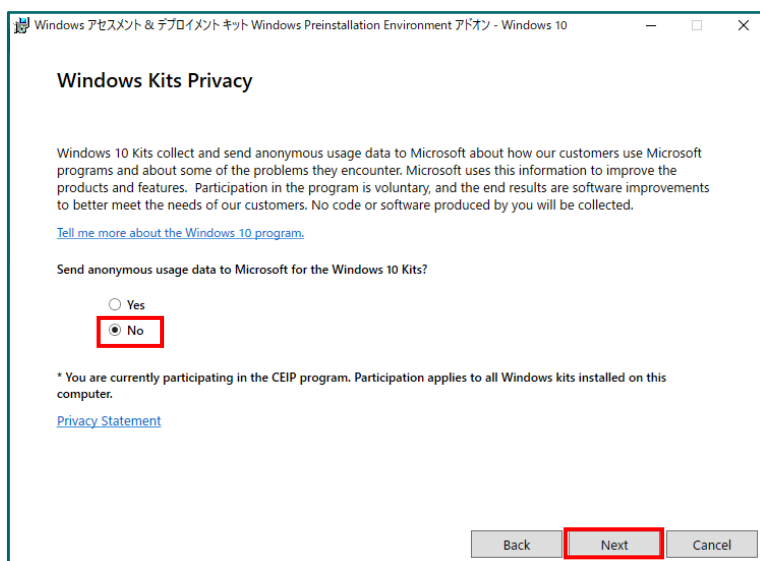 Windows アセスメント & デプロイメント キット Windows Preinstallation Environment アドオン - Windows 10
Windows Kits Privacy
Windows 10 Kits collect and send anonymous usage data to Microsoft about how our customers use Microsoft
programs and about some of the problems they encounter. Microsoft uses this information to improve the
products and features.  Participation in the program is voluntary, and the end results are software improvements
to better meet the needs of our customers. No code or software produced by you will be collected.
Tell me more about the Windows 10 program.
Send anonymous usage data to Microsoft for the Windows 10 Kits?
Yes
No
* You are currently participating in the CEIP program. Participation applies to all Windows kits installed on this
computer.
Privacy Statement
Back Next Cancel